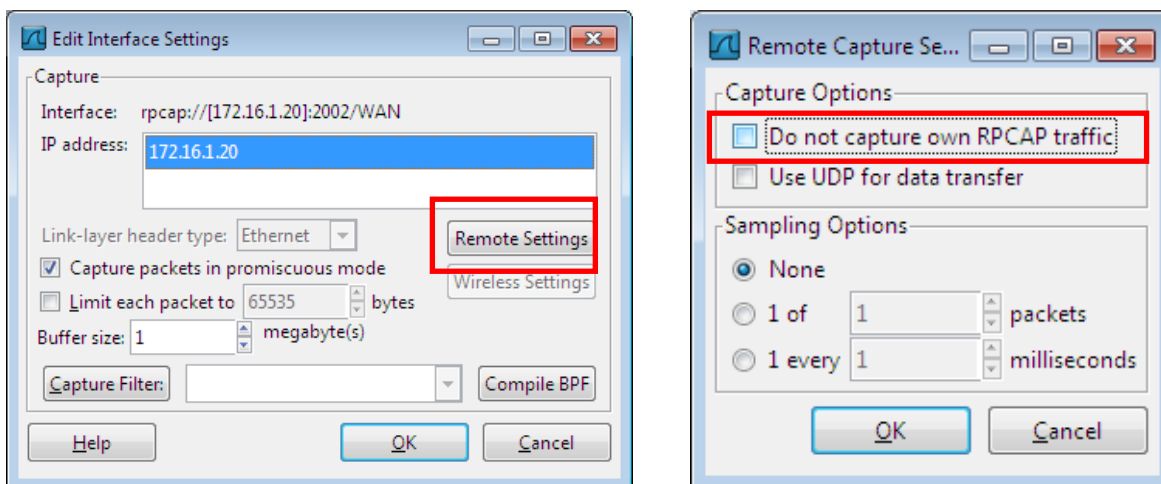 Edit Interface Settings
Capture
Interface: rpcap://[172.16.1.20]:2002/WAN
IP address: 172.16.1.20
Link-layer header type: Ethernet
Remote Settings
Capture packets in promiscuous mode
Wireless Settings
Limit each packet to 65535 bytes
Buffer size: 1 megabyte(s)
Capture Filter: Compile BPF
Help OK Cancel
Remote Capture Se...
Capture Options
Do not capture own RPCAP traffic
Use UDP for data transfer
Sampling Options
None
1 of 1 packets
1 every 1 milliseconds
OK Cancel